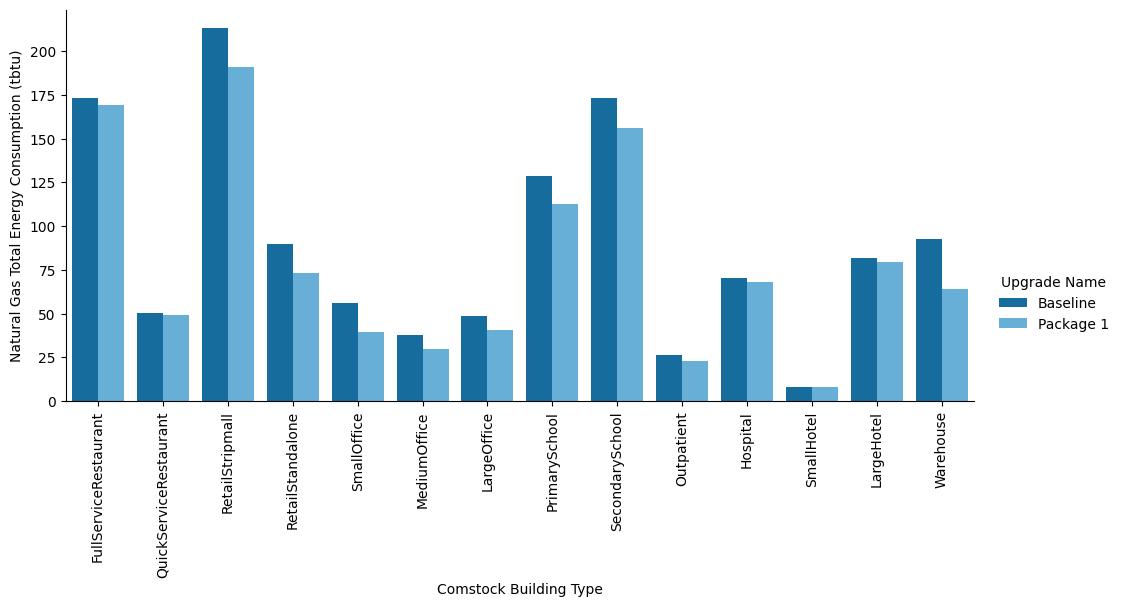 Natural Gas Total Energy Consumption (tbtu)
200
175
150
125
100
75
50
25
0
FullServiceRestaurant
QuickServiceRestaurant
RetailStripmall
RetailStandalone
SmallOffice
MediumOffice
LargeOffice
PrimarySchool
SecondarySchool
Outpatient
Hospital
SmallHotel
LargeHotel
Warehouse
Comstock Building Type
Upgrade Name
Baseline
Package 1